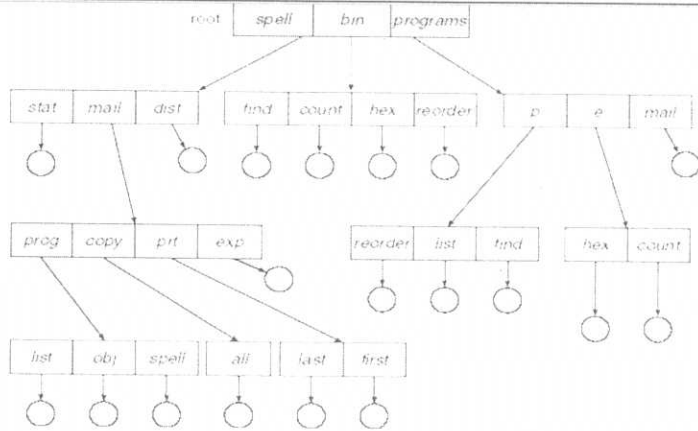 root spell bin programs
stat mail dist find count hex reorder p e mail
prog copy prt exp reorder list find hex count
list obj spell all last first